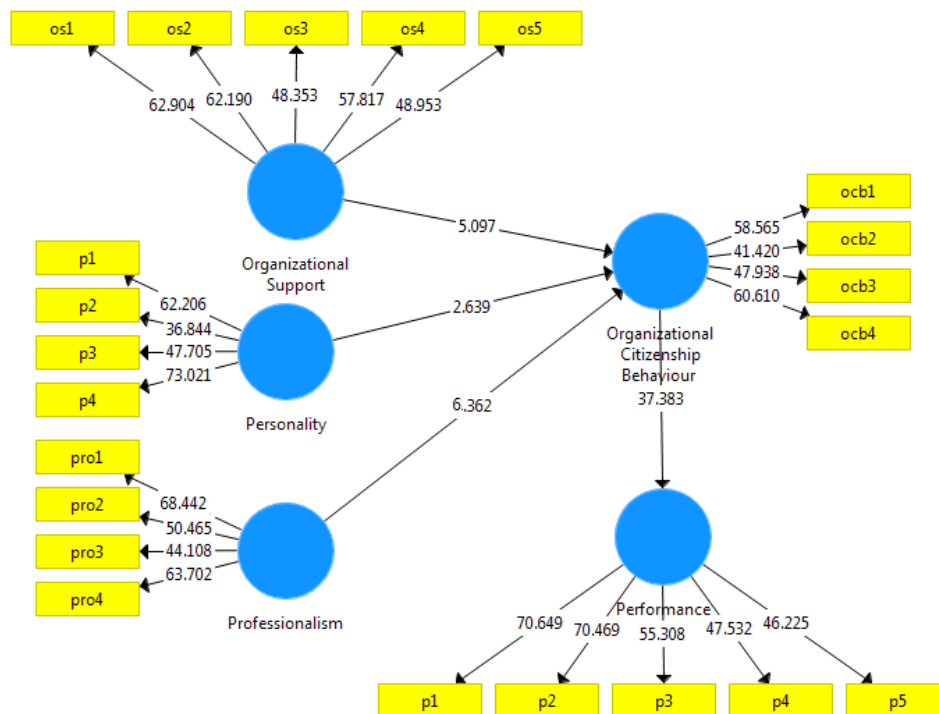 os1
os2
os3
os4
os5
62.904
62.190
48.353
57.817
48.953
Organizational
Support
5.097
ocb1
ocb2
ocb3
ocb4
58.565
41.420
47.938
60.610
Organizational
Citizenship
Behaviour
p1
p2
p3
p4
62.206
36.844
47.705
73.021
Personality
2.639
pro1
pro2
pro3
pro4
68.442
50.465
44.108
63.702
Professionalism
6.362
37.383
Performance
70.649
70.469
55.308
47.532
46.225
p1
p2
p3
p4
p5